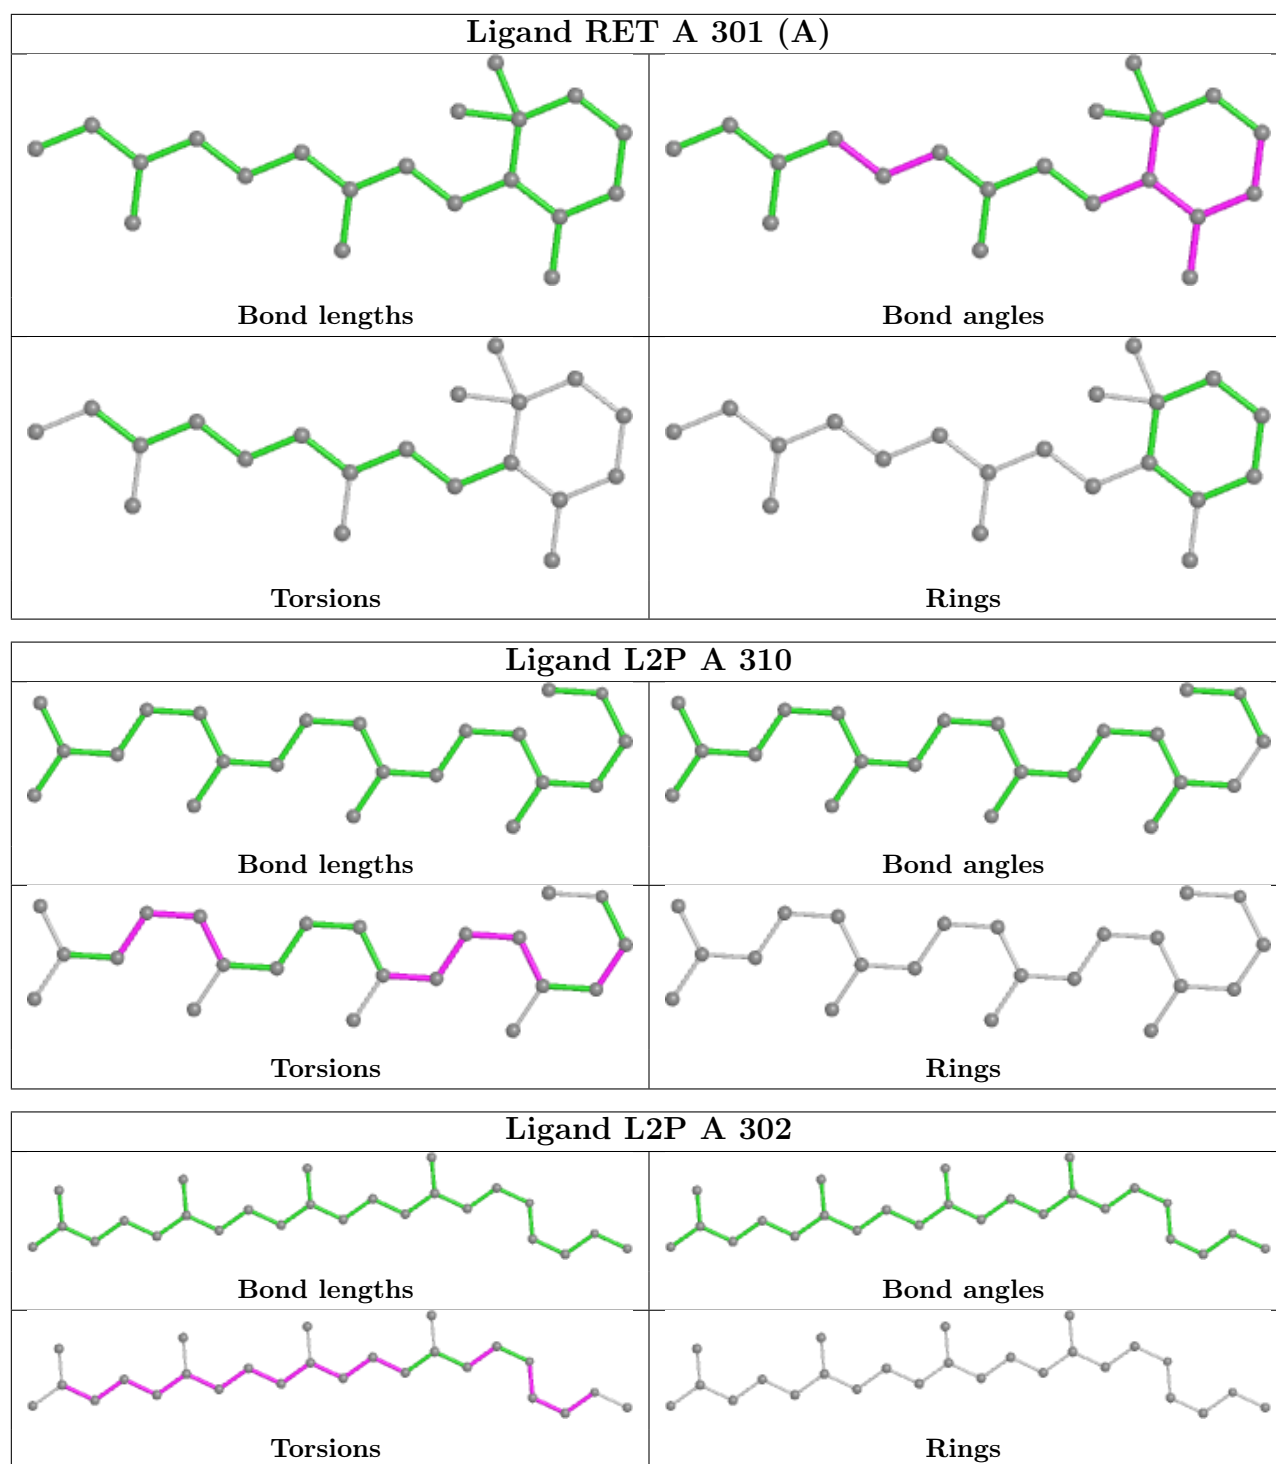 Ligand RET A 301 (A)
Bond lengths
Bond angles
Torsions
Rings
Ligand L2P A 310
Bond lengths
Bond angles
Torsions
Rings
Ligand L2P A 302
Bond lengths
Bond angles
Torsions
Rings